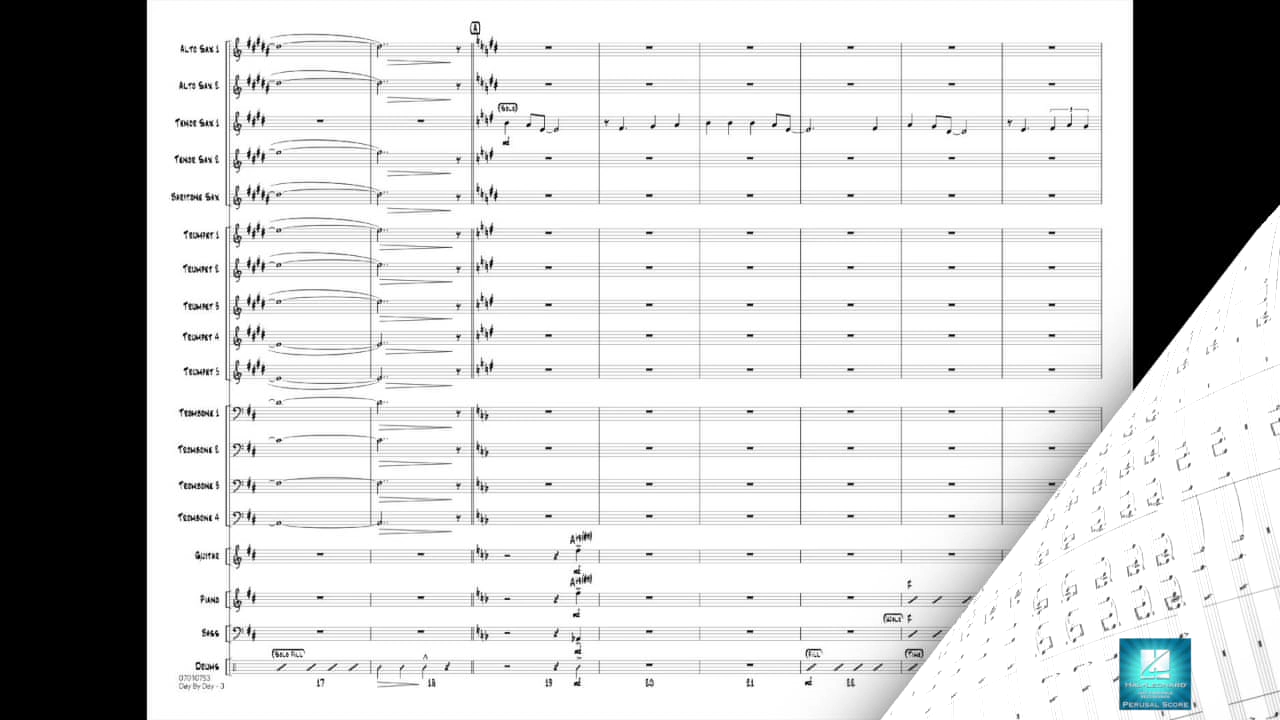 A
ALTO SAX 1
ALTO SAX 2
TENOR SAX 1
SOLO
TENOR SAX 2
BARITONE SAX
TRUMPET 1
TRUMPET 2
TRUMPET 3
TRUMPET 4
TRUMPET 5
TROMBONE 1
TROMBONE 2
TROMBONE 3
TROMBONE 4
GUITAR
PIANO
BASS
DRUMS
SOLO FILL
FILL
17
18
19
20
21
22
07010753
Day By Day - 3
HAL•LEONARD
PERUSAL SCORE